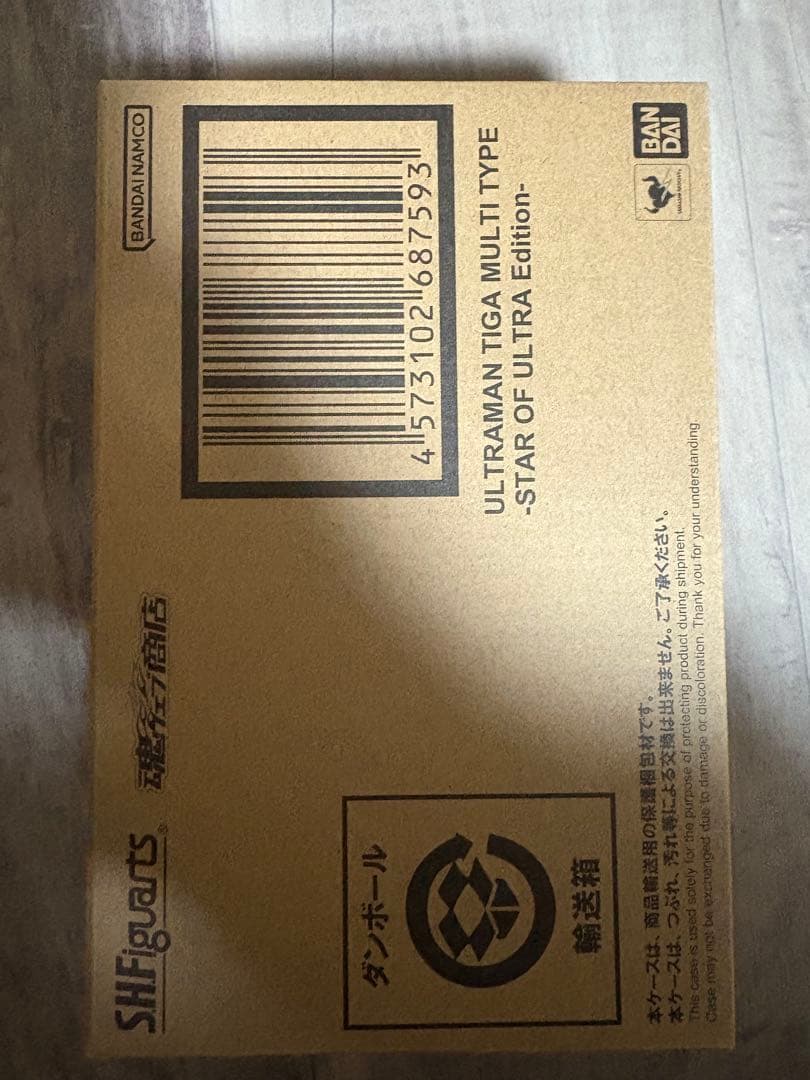 S.H.Figuarts®
魂ウェブ商店
BANDAI NAMCO
4 573102 687593
ULTRAMAN TIGA MULTI TYPE
-STAR OF ULTRA Edition-
ダンボール
輸送箱
本ケースは、商品輸送用の保護梱包材です。
本ケースは、つぶれ、汚れ等による交換は出来ません。ご了承ください。
This case is used solely for the purpose of protecting product during shipment.
Case may not be exchanged due to damage or discoloration. Thank you for your understanding.
BAN
DAI